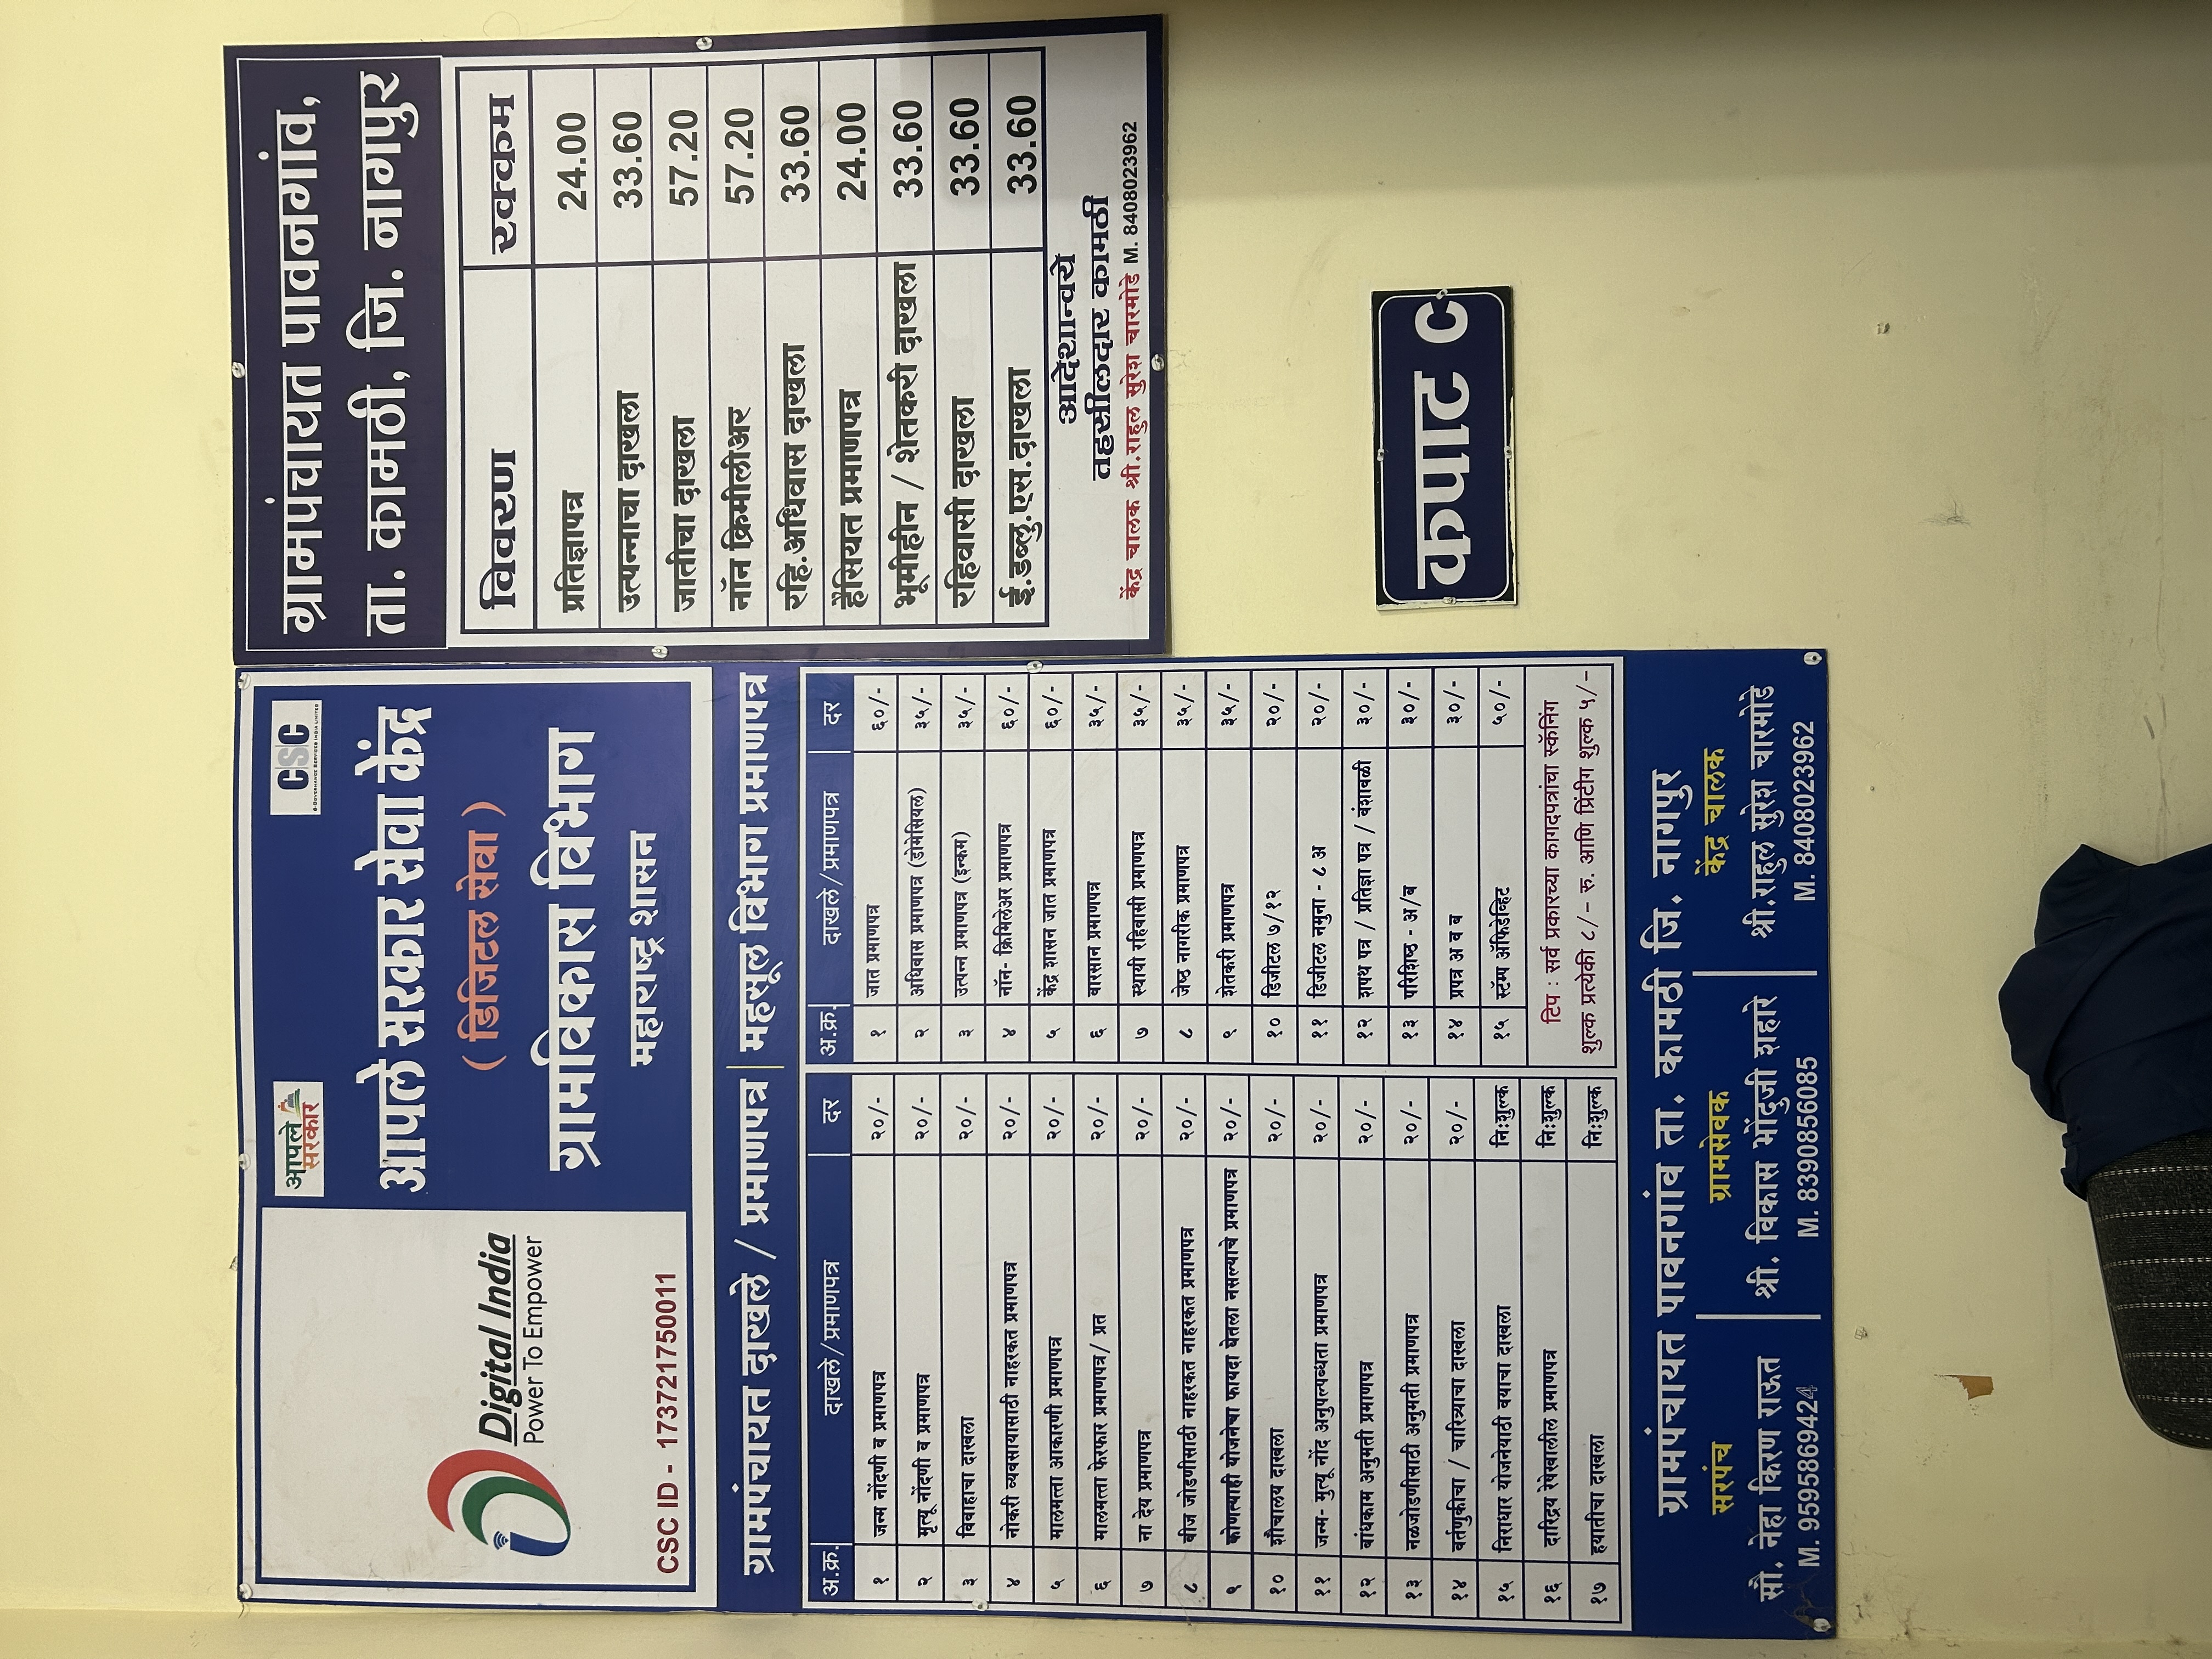 आपले
सरकार
CSC
E-GOVERNANCE SERVICES INDIA LIMITED
आपले सरकार सेवा केंद्र
( डिजिटल सेवा )
ग्रामविकास विभाग
महाराष्ट्र शासन
Digital India
Power To Empower
CSC ID - 173721750011
ग्रामपंचायत दाखले / प्रमाणपत्र
अ.क्र. दाखले/प्रमाणपत्र दर
१ जन्म नोंदणी व प्रमाणपत्र २०/-
२ मृत्यू नोंदणी व प्रमाणपत्र २०/-
३ विवाहाचा दाखला २०/-
४ नोकरी व्यवसायासाठी नाहरकत प्रमाणपत्र २०/-
५ मालमत्ता आकारणी प्रमाणपत्र २०/-
६ मालमत्ता फेरफार प्रमाणपत्र/ प्रत २०/-
७ ना देय प्रमाणपत्र २०/-
८ वीज जोडणीसाठी नाहरकत नाहरकत प्रमाणपत्र २०/-
९ कोणत्याही योजनेचा फायदा घेतला नसल्याचे प्रमाणपत्र २०/-
१० शौचालय दाखला २०/-
११ जन्म- मुत्यू नोंद अनुपल्पब्धता प्रमाणपत्र २०/-
१२ बांधकाम अनुमती प्रमाणपत्र २०/-
१३ नळजोडणीसाठी अनुमती प्रमाणपत्र २०/-
१४ वर्तणुकीचा / चारित्र्याचा दाखला २०/-
१५ निराधार योजनेयाठी वयाचा दाखला नि:शुल्क
१६ दारिद्रय रेषेखालील प्रमाणपत्र नि:शुल्क
१७ हयातीचा दाखला नि:शुल्क
महसूल विभाग प्रमाणपत्र
अ.क्र. दाखले/प्रमाणपत्र दर
१ जात प्रमाणपत्र ६०/-
२ अधिवास प्रमाणपत्र (डोमेसियल) ३५/-
३ उत्पन्न प्रमाणपत्र (इन्कम) ३५/-
४ नॉन- क्रिमिलेअर प्रमाणपत्र ६०/-
५ केंद्र शासन जात प्रमाणपत्र ६०/-
६ वारसान प्रमाणपत्र ३५/-
७ स्थायी रहिवासी प्रमाणपत्र ३५/-
८ जेष्ठ नागरीक प्रमाणपत्र ३५/-
९ शेतकरी प्रमाणपत्र ३५/-
१० डिजीटल ७/१२ २०/-
११ डिजीटल नमुना - ८ अ २०/-
१२ शपथ पत्र / प्रतिज्ञा पत्र / वंशावळी ३०/-
१३ परिशिष्ठ - अ/ब ३०/-
१४ प्रपत्र अ व ब ३०/-
१५ स्टॅम्प ॲफिडेव्हिट ५०/-
टिप : सर्व प्रकारच्या कागदपत्रांचा स्कॅनिंग
शुल्क प्रत्येकी ८/- रु. आणि प्रिंटीग शुल्क ५/-
ग्रामपंचायत पावनगांव ता. कामठी जि. नागपुर
सरपंच
सौ. नेहा किरण राऊत
M. 9595869424
ग्रामसेवक
श्री. विकास भोंदुजी शहारे
M. 8390856085
केंद्र चालक
श्री.राहुल सुरेश चारमोडे
M. 8408023962
ग्रामपंचायत पावनगांव,
ता. कामठी, जि. नागपुर
विवरण रक्कम
प्रतिज्ञापत्र 24.00
उत्पन्नाचा दाखला 33.60
जातीचा दाखला 57.20
नॉन क्रिमीलीअर 57.20
रहि.अधिवास दाखला 33.60
हैसियत प्रमाणपत्र 24.00
भूमीहीन / शेतकरी दाखला 33.60
रहिवासी दाखला 33.60
ई.डब्लु.एस.दाखला 33.60
आदेशान्वये
तहसीलदार कामठी
केंद्र चालक श्री.राहुल सुरेश चारमोडे M. 8408023962
कपाट C